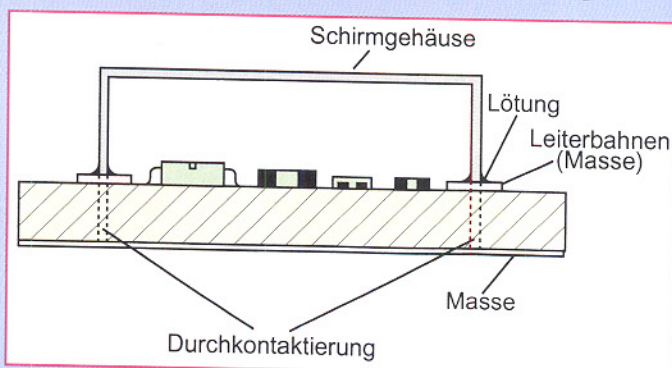 Schirmgehäuse
Lötung
Leiterbahnen
(Masse)
Masse
Durchkontaktierung